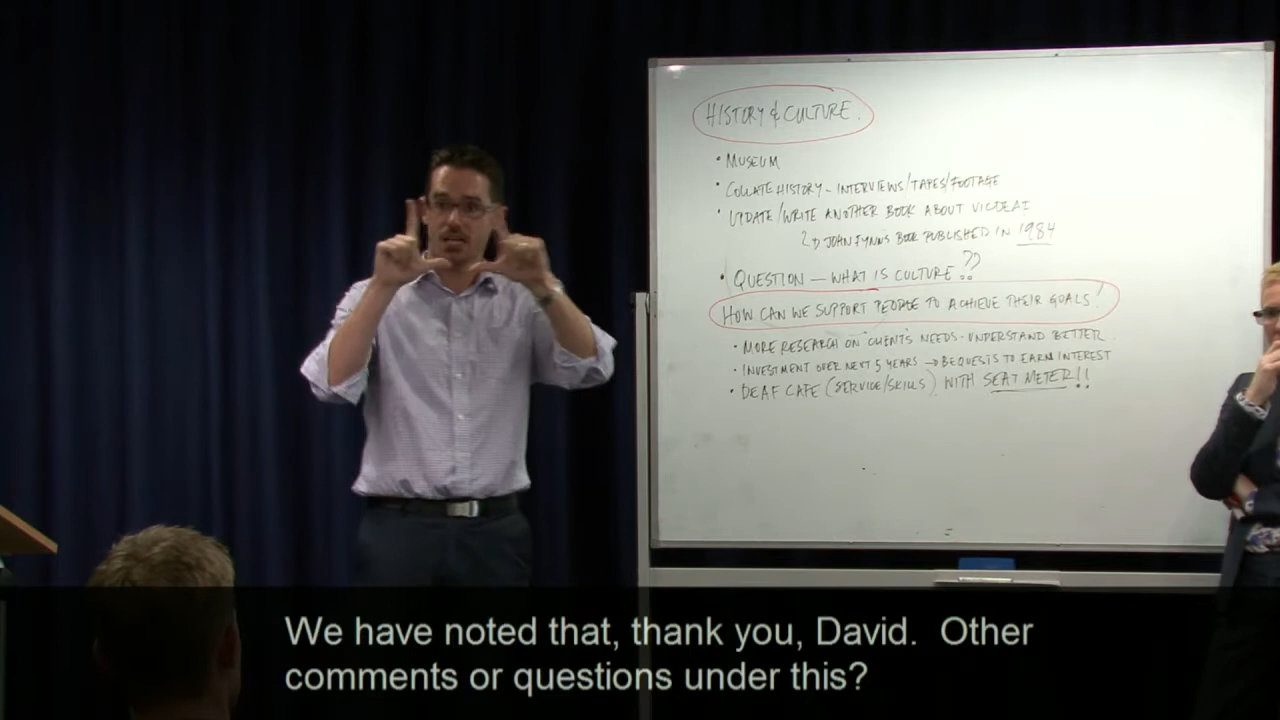 HISTORY & CULTURE.
• MUSEUM
• COLLATE HISTORY - INTERVIEWS/TAPES/FOOTAGE
• UPDATE/WRITE ANOTHER BOOK ABOUT VICDEAF
↳ JOHN FLYNN'S BOOK PUBLISHED IN 1984
• QUESTION — WHAT IS CULTURE??
HOW CAN WE SUPPORT PEOPLE TO ACHIEVE THEIR GOALS!
• MORE RESEARCH ON "CLIENT'S NEEDS - UNDERSTAND BETTER.
• INVESTMENT OVER NEXT 5 YEARS → BEQUESTS TO EARN INTEREST
• DEAF CAFE (SERVICE/SKILLS) WITH SEAT METER!!
We have noted that, thank you, David. Other
comments or questions under this?